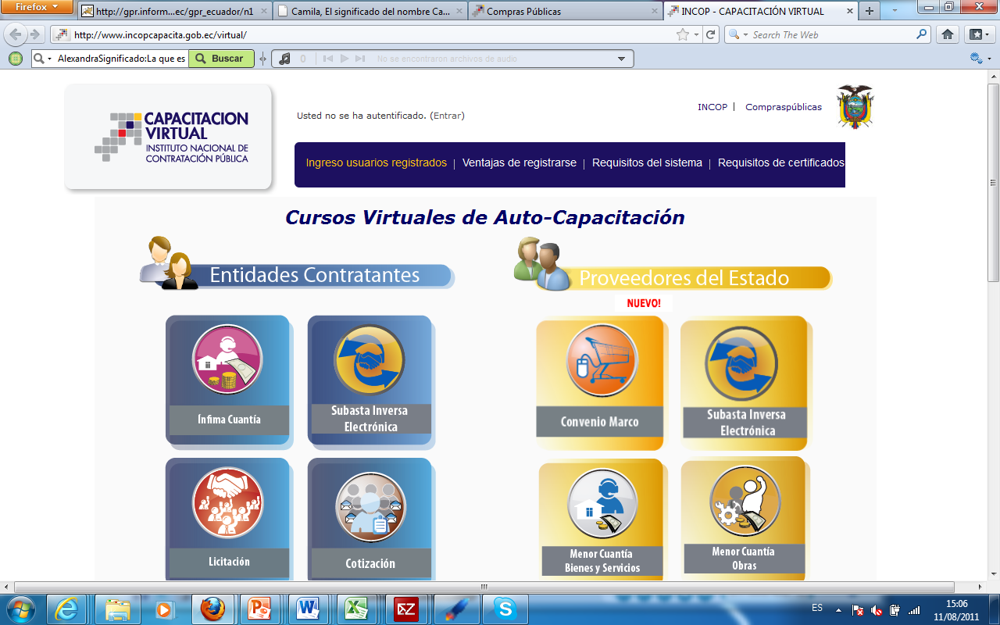 Firefox
http://gpr.inform...ec/gpr_ecuador/n1
Camila, El significado del nombre Ca...
Compras Públicas
INCOP - CAPACITACIÓN VIRTUAL
http://www.incopcapacita.gob.ec/virtual/
Search The Web
AlexandraSignificado:La que es
Buscar
0
No se encontraron archivos de audio
CAPACITACION
VIRTUAL
INSTITUTO NACIONAL DE
CONTRATACIÓN PÚBLICA
Usted no se ha autentificado. (Entrar)
INCOP | Compraspúblicas
Ingreso usuarios registrados | Ventajas de registrarse | Requisitos del sistema | Requisitos de certificados
Cursos Virtuales de Auto-Capacitación
Entidades Contratantes
Proveedores del Estado
NUEVO!
Ínfima Cuantía
Subasta Inversa
Electrónica
Convenio Marco
Subasta Inversa
Electrónica
Licitación
Cotización
Menor Cuantía
Bienes y Servicios
Menor Cuantía
Obras
ES
15:06
11/08/2011